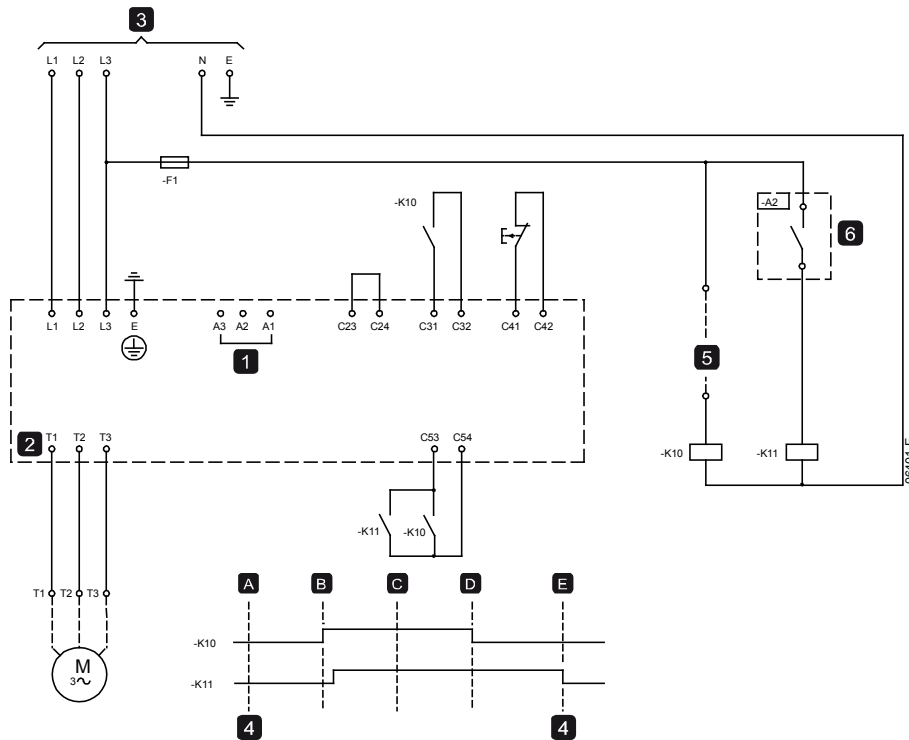 3
L1 L2 L3 N E
-F1
-K10
-A2
6
L1 L2 L3 E A3 A2 A1 C23 C24 C31 C32 C41 C42
1
5
2 T1 T2 T3 C53 C54
-K10 -K11
-K11 -K10
A B C D E
T1 T2 T3
-K10
M
3~
-K11
4 4